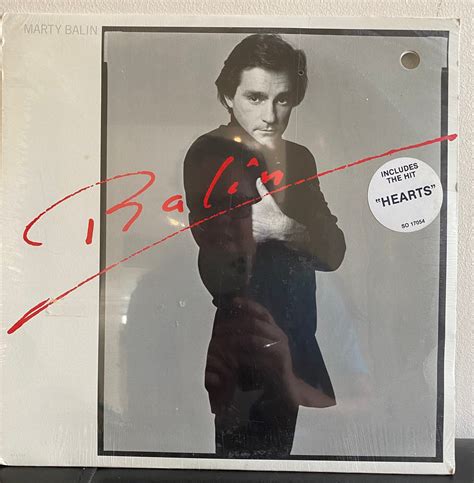 MARTY BALIN
Balin
INCLUDES
THE HIT
"HEARTS"
SO 17054